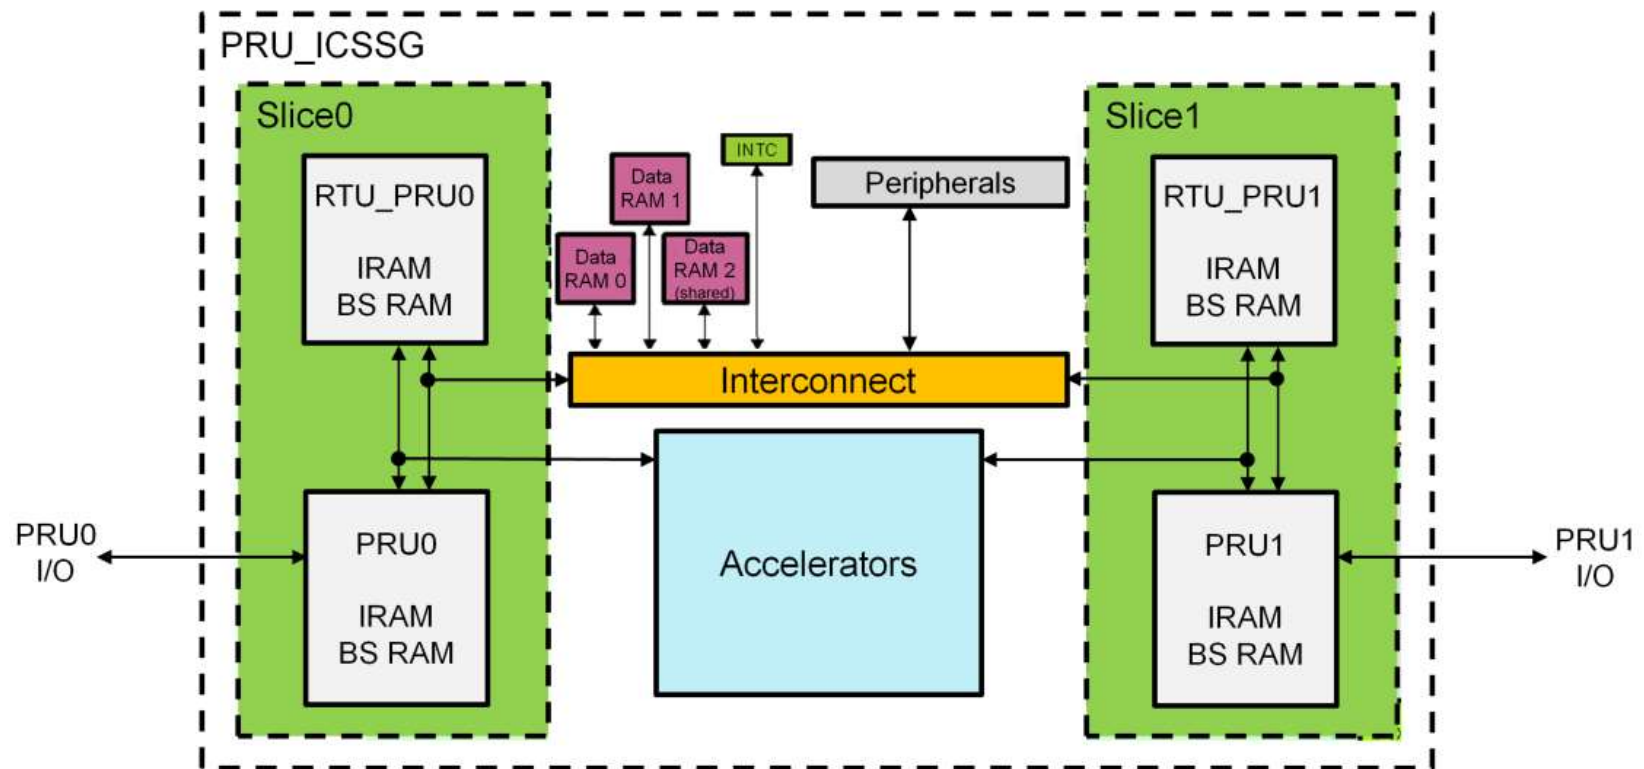 PRU_ICSSG
Slice0
RTU_PRU0
IRAM
BS RAM
PRU0
IRAM
BS RAM
PRU0
I/O
Data
RAM 0
Data
RAM 1
Data
RAM 2
(shared)
INTC
Peripherals
Interconnect
Accelerators
Slice1
RTU_PRU1
IRAM
BS RAM
PRU1
IRAM
BS RAM
PRU1
I/O